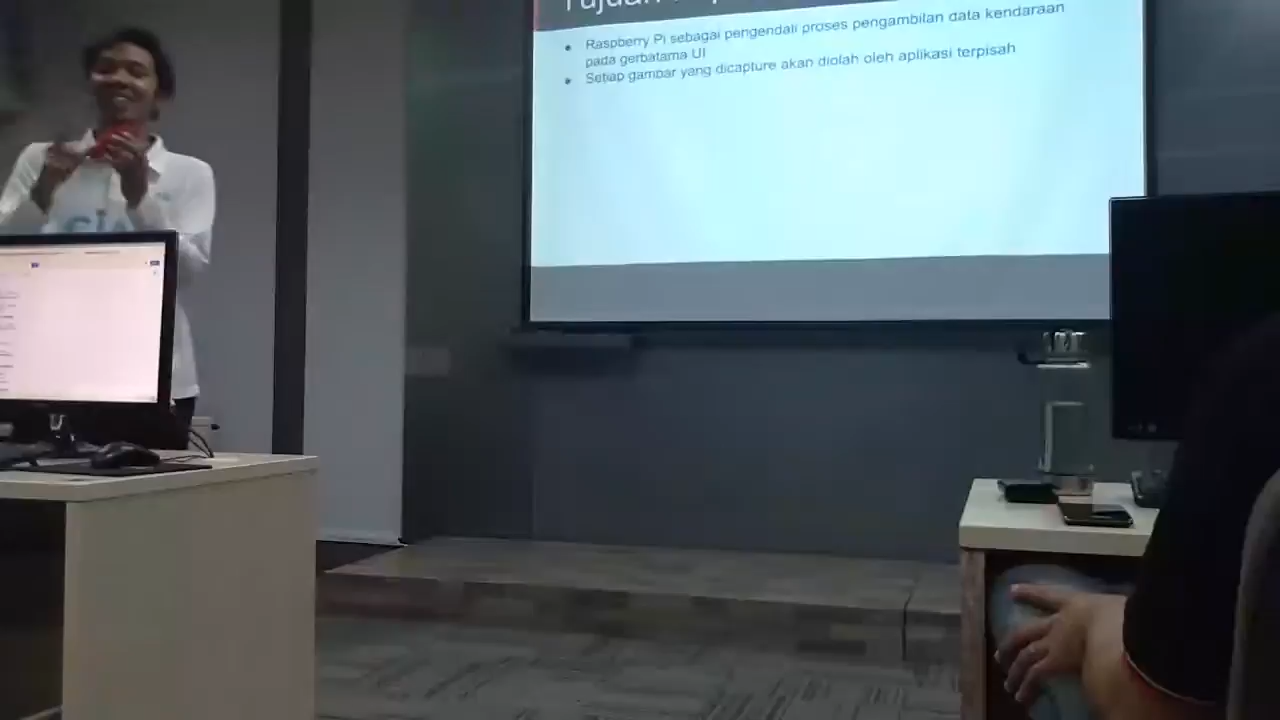 Tujuan
Raspberry Pi sebagai pengendali proses pengambilan data kendaraan
pada gerbatama UI
Setiap gambar yang dicapture akan diolah oleh aplikasi terpisah